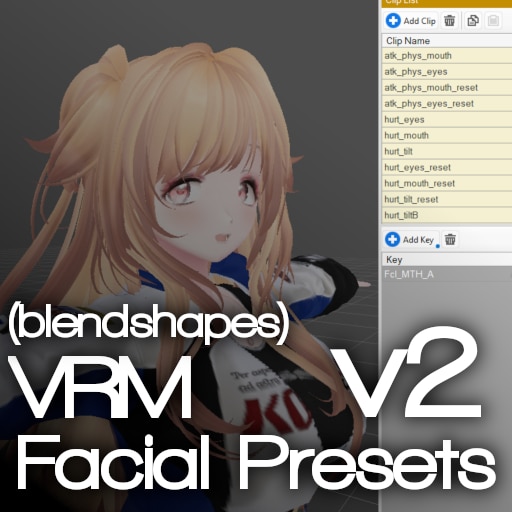 Clip List
Add Clip
Clip Name
atk_phys_mouth
atk_phys_eyes
atk_phys_mouth_reset
atk_phys_eyes_reset
hurt_eyes
hurt_mouth
hurt_tilt
hurt_eyes_reset
hurt_mouth_reset
hurt_tilt_reset
hurt_tiltB
Add Key
Key
Fcl_MTH_A
(blendshapes)
VRM v2
Facial Presets